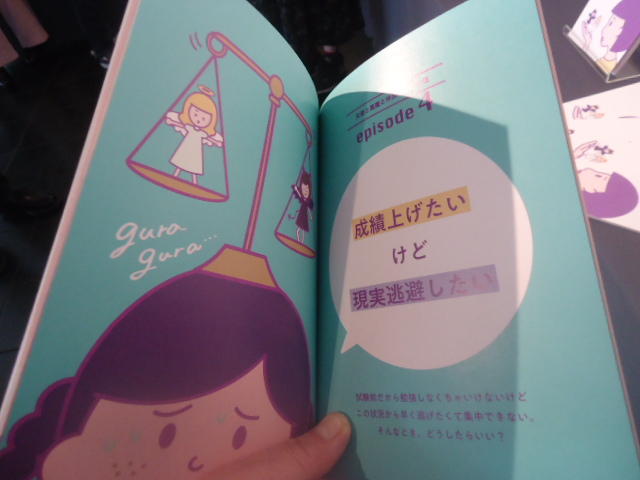 gura
gura...
episode 4
成績上げたい
けど
現実逃避したい
試験前だから勉強しなくちゃいけないけど
この状況から早く逃げたくて集中できない。
そんなとき、どうしたらいい？